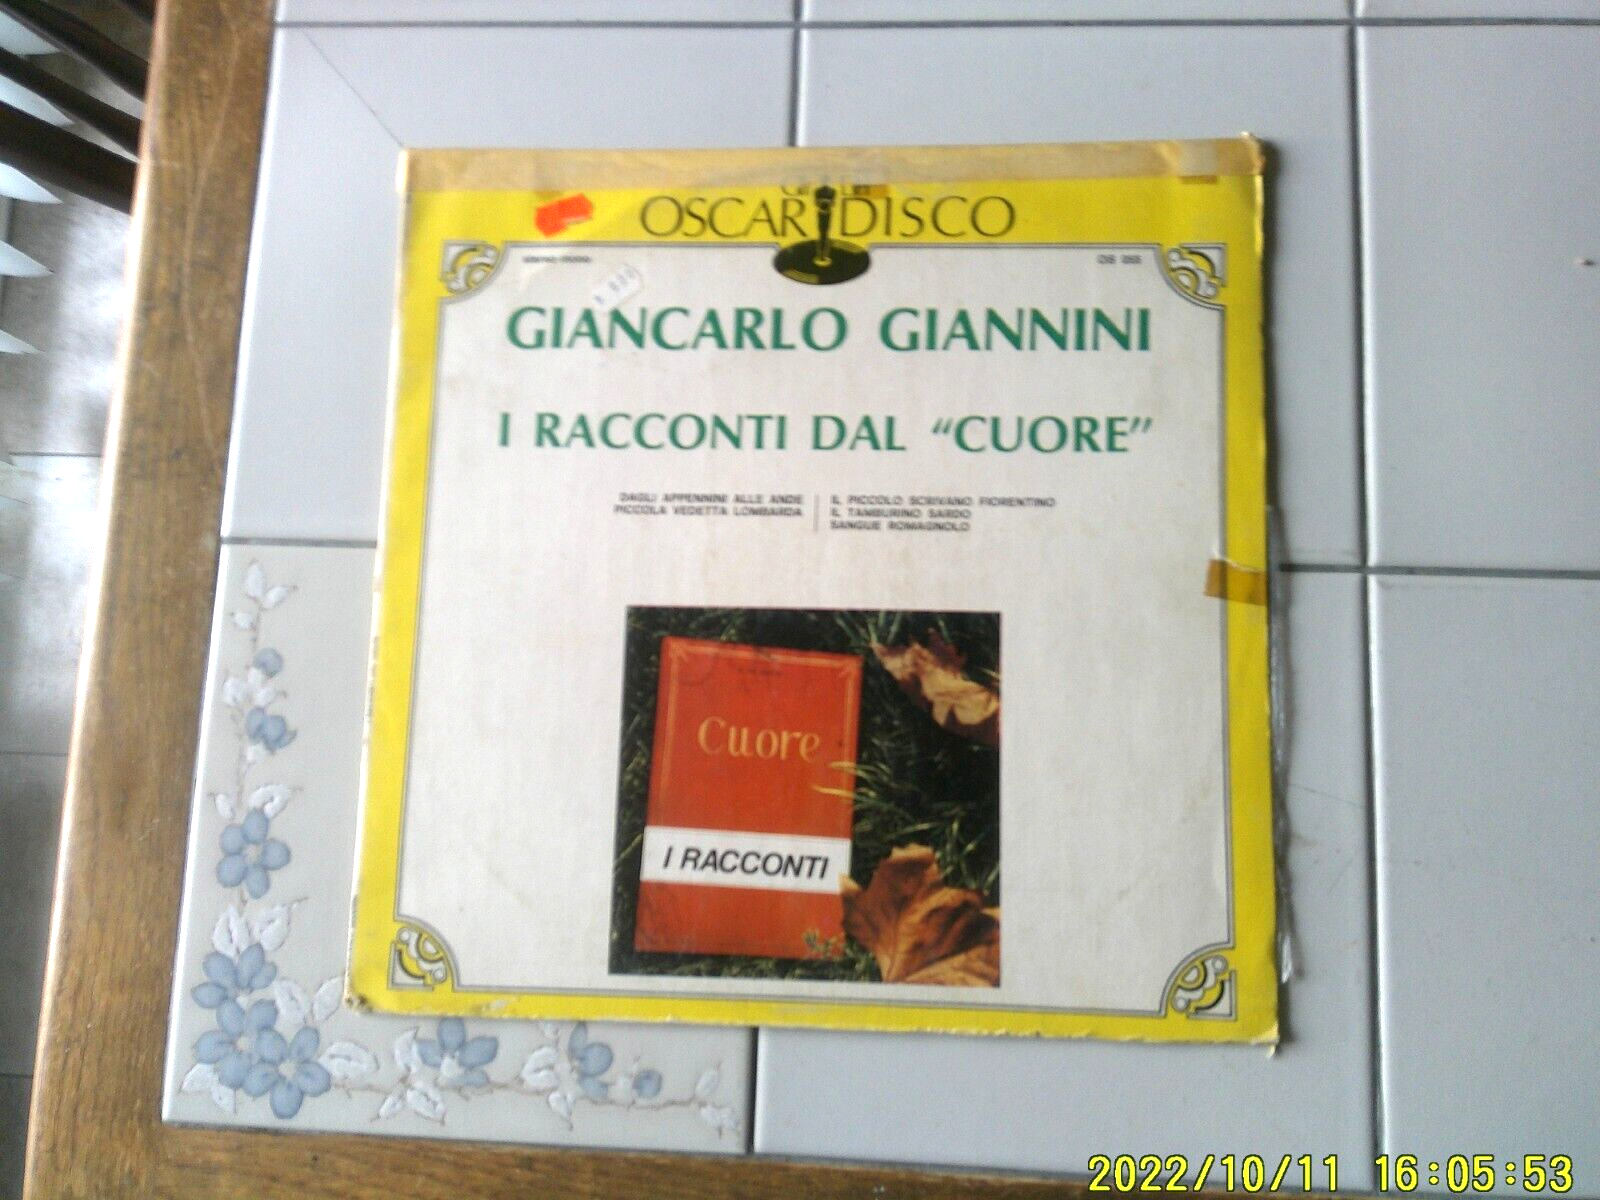 OSCAR DISCO
GIANCARLO GIANNINI
I RACCONTI DAL “CUORE”
DAGLI APPENNINI ALLE ANDE
PICCOLA VEDETTA LOMBARDA
IL PICCOLO SCRIVANO FIORENTINO
IL TAMBURINO SARDO
SANGUE ROMAGNOLO
Cuore
I RACCONTI
2022/10/11 16:05:53